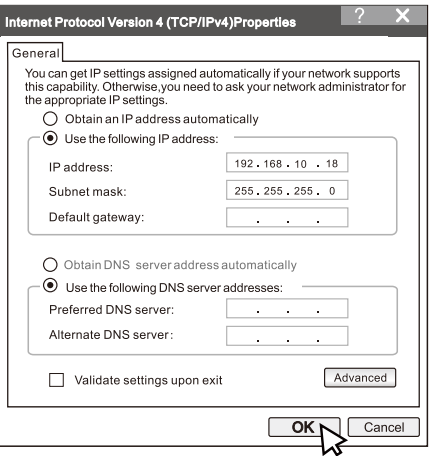 Internet Protocol Version 4 (TCP/IPv4)Properties
? X
General
You can get IP settings assigned automatically if your network supports
this capability. Otherwise,you need to ask your network administrator for
the appropriate IP settings.
Obtain an IP address automatically
Use the following IP address:
IP address: 192.168.10.18
Subnet mask: 255.255.255.0
Default gateway: . . .
Obtain DNS server address automatically
Use the following DNS server addresses:
Preferred DNS server: . . .
Alternate DNS server: . . .
Validate settings upon exit Advanced
OK Cancel